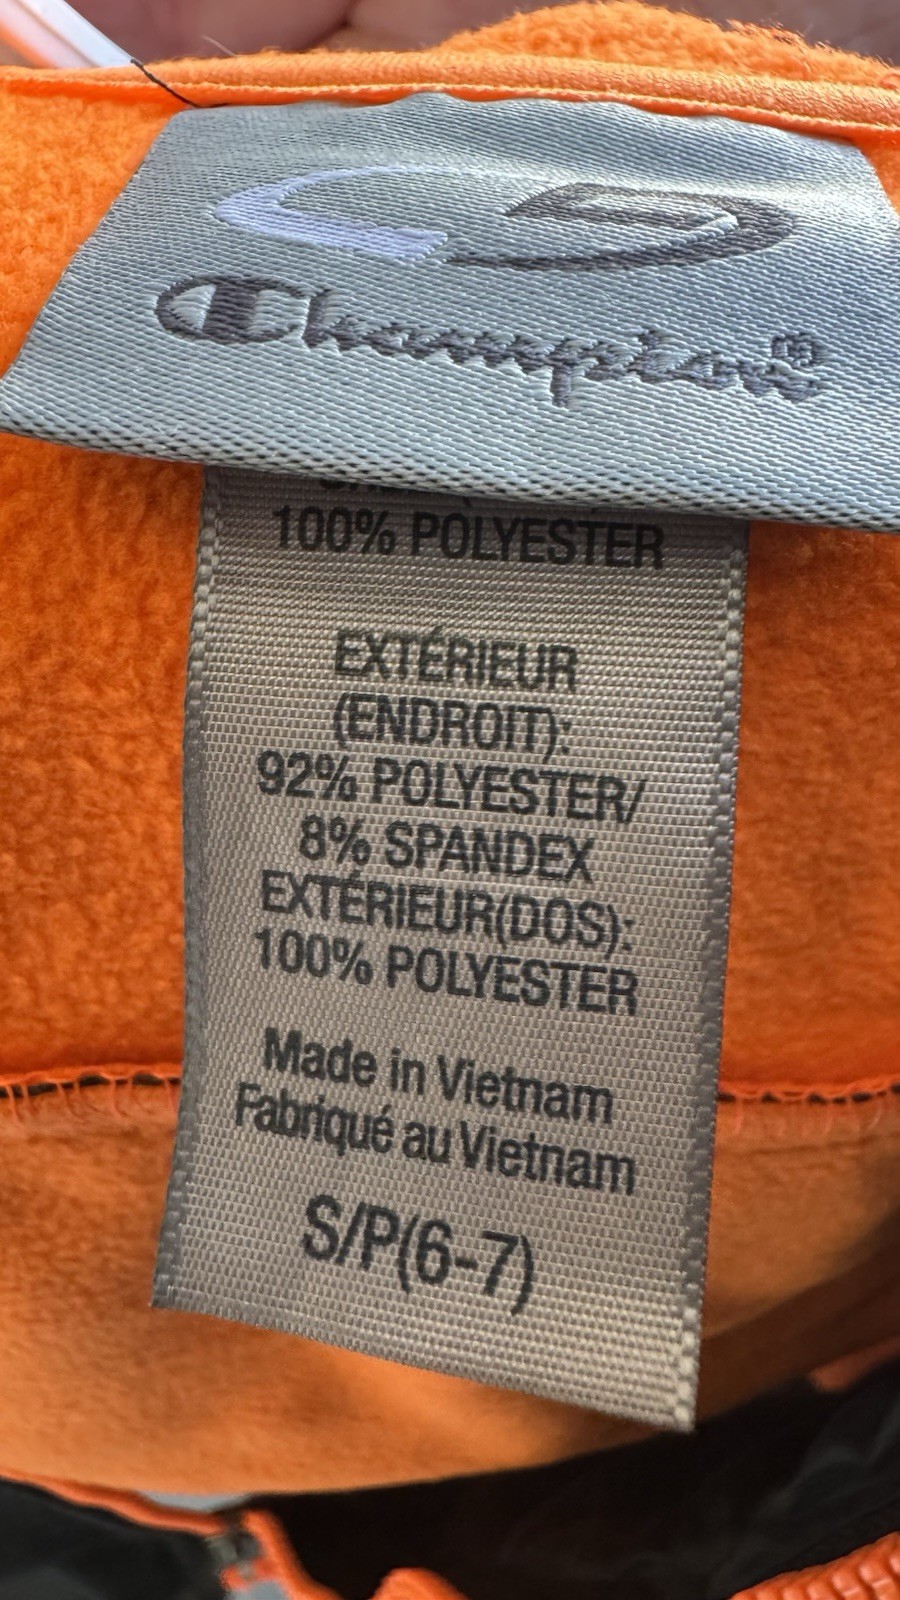 Champion®
100% POLYESTER
EXTÉRIEUR
(ENDROIT):
92% POLYESTER/
8% SPANDEX
EXTÉRIEUR(DOS):
100% POLYESTER
Made in Vietnam
Fabriqué au Vietnam
S/P(6-7)